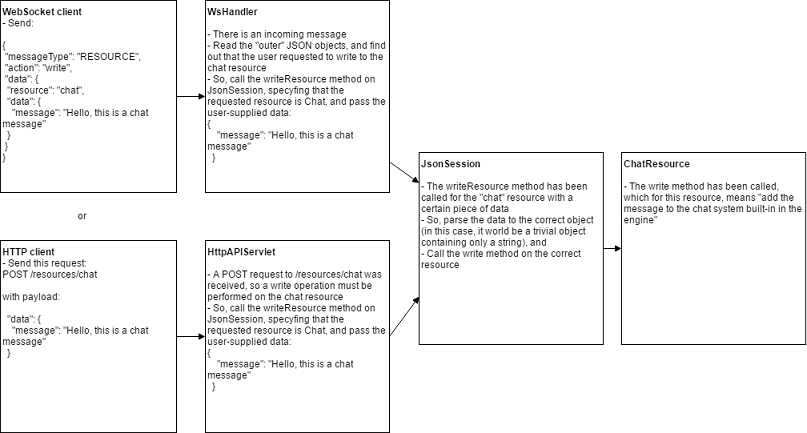 WebSocket client
- Send:
{
"messageType": "RESOURCE",
"action": "write",
"data": {
"resource": "chat",
"data": {
"message": "Hello, this is a chat
message"
}
}
}
or
HTTP client
- Send this request:
POST /resources/chat
with payload:
"data": {
"message": "Hello, this is a chat
message"
}
WsHandler
- There is an incoming message
- Read the "outer" JSON objects, and find
out that the user requested to write to the
chat resource
- So, call the writeResource method on
JsonSession, specyfing that the
requested resource is Chat, and pass the
user-supplied data:
{
"message": "Hello, this is a chat
message"
}
HttpAPIServlet
- A POST request to /resources/chat was
received, so a write operation must be
performed on the chat resource
- So, call the writeResource method on
JsonSession, specyfing that the
requested resource is Chat, and pass the
user-supplied data:
{
"message": "Hello, this is a chat
message"
}
JsonSession
- The writeResource method has been
called for the "chat" resource with a
certain piece of data
- So, parse the data to the correct object
(in this case, it world be a trivial object
containing only a string), and
- Call the write method on the correct
resource
ChatResource
- The write method has been called,
which for this resource, means "add the
message to the chat system built-in in the
engine"